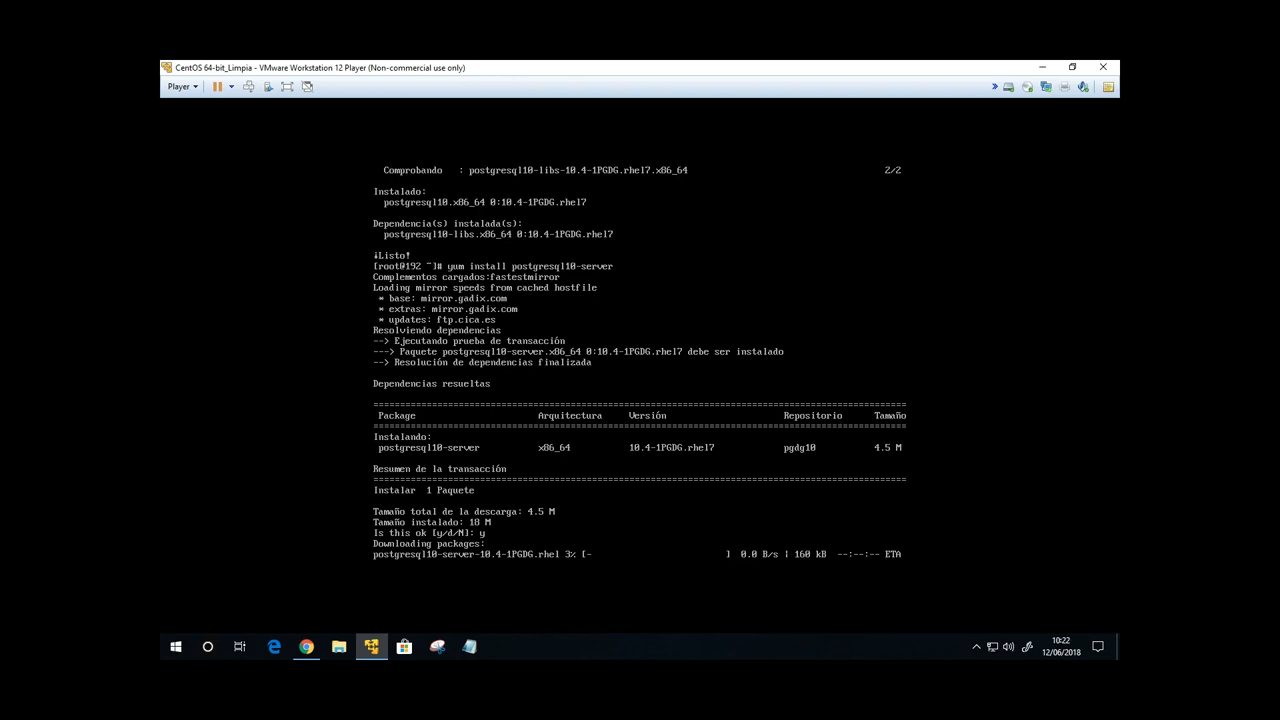 CentOS 64-bit_Limpia - VMware Workstation 12 Player (Non-commercial use only)
Player
Comprobando : postgresql10-libs-10.4-1PGDG.rhel7.x86_64 2/2
Instalado:
postgresql10.x86_64 0:10.4-1PGDG.rhel7
Dependencia(s) instalada(s):
postgresql10-libs.x86_64 0:10.4-1PGDG.rhel7
¡Listo!
[root@192 ~]# yum install postgresql10-server
Complementos cargados:fastestmirror
Loading mirror speeds from cached hostfile
* base: mirror.gadix.com
* extras: mirror.gadix.com
* updates: ftp.cica.es
Resolviendo dependencias
--> Ejecutando prueba de transacción
---> Paquete postgresql10-server.x86_64 0:10.4-1PGDG.rhel7 debe ser instalado
--> Resolución de dependencias finalizada
Dependencias resueltas
================================================================================
Package Arquitectura Versión Repositorio Tamaño
================================================================================
Instalando:
postgresql10-server x86_64 10.4-1PGDG.rhel7 pgdg10 4.5 M
Resumen de la transacción
================================================================================
Instalar 1 Paquete
Tamaño total de la descarga: 4.5 M
Tamaño instalado: 18 M
Is this ok [y/d/N]: y
Downloading packages:
postgresql10-server-10.4-1PGDG.rhel 3% [- ] 0.0 B/s | 160 kB --:--:-- ETA
10:22
12/06/2018